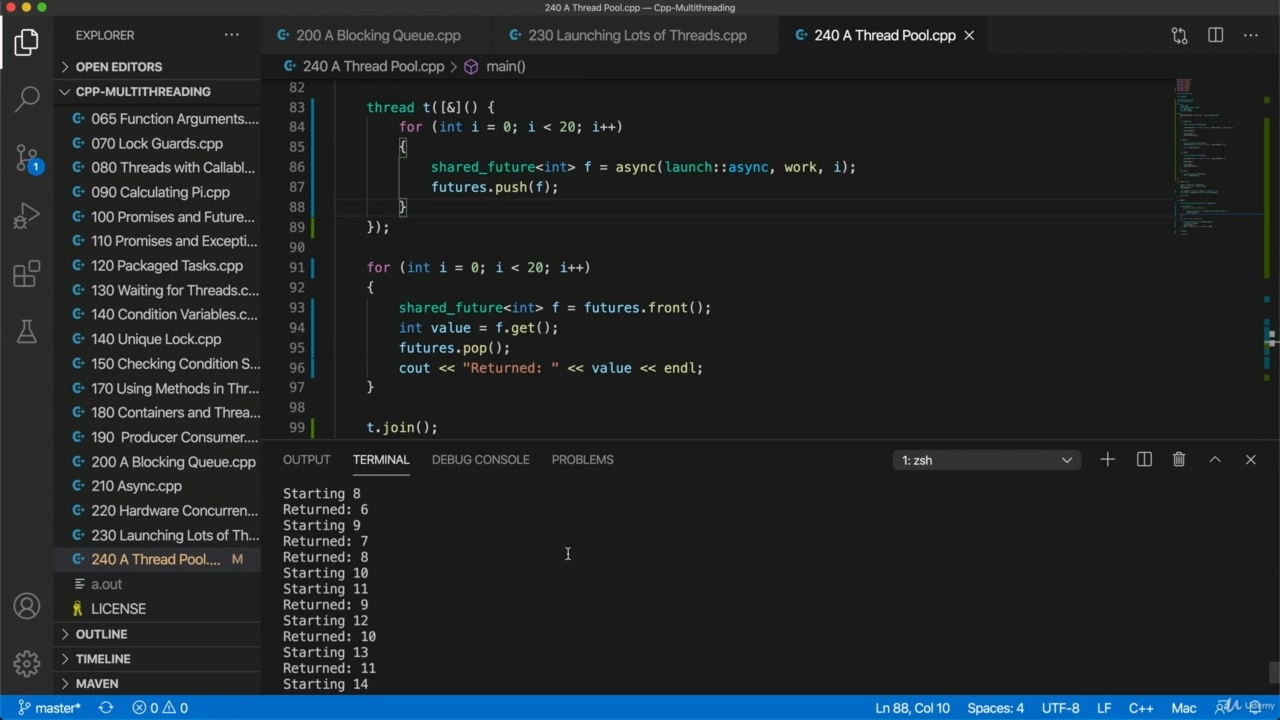 240 A Thread Pool.cpp — Cpp-Multithreading
EXPLORER
200 A Blocking Queue.cpp
230 Launching Lots of Threads.cpp
240 A Thread Pool.cpp
240 A Thread Pool.cpp > main()
OPEN EDITORS
CPP-MULTITHREADING
065 Function Arguments....
070 Lock Guards.cpp
080 Threads with Callabl...
090 Calculating Pi.cpp
100 Promises and Future...
110 Promises and Excepti...
120 Packaged Tasks.cpp
130 Waiting for Threads.c...
140 Condition Variables.c...
140 Unique Lock.cpp
150 Checking Condition S...
170 Using Methods in Thr...
180 Containers and Threa...
190  Producer Consumer....
200 A Blocking Queue.cpp
210 Async.cpp
220 Hardware Concurren...
230 Launching Lots of Th...
240 A Thread Pool.... M
a.out
LICENSE
OUTLINE
TIMELINE
MAVEN
82
83 thread t([&]() {
84 for (int i = 0; i < 20; i++)
85 {
86 shared_future<int> f = async(launch::async, work, i);
87 futures.push(f);
88 }
89 });
90
91 for (int i = 0; i < 20; i++)
92 {
93 shared_future<int> f = futures.front();
94 int value = f.get();
95 futures.pop();
96 cout << "Returned: " << value << endl;
97 }
98
99 t.join();
OUTPUT TERMINAL DEBUG CONSOLE PROBLEMS 1: zsh
Starting 8
Returned: 6
Starting 9
Returned: 7
Returned: 8
Starting 10
Starting 11
Returned: 9
Starting 12
Returned: 10
Starting 13
Returned: 11
Starting 14
1
master* 0 0 Ln 88, Col 10 Spaces: 4 UTF-8 LF C++ Mac Udemy